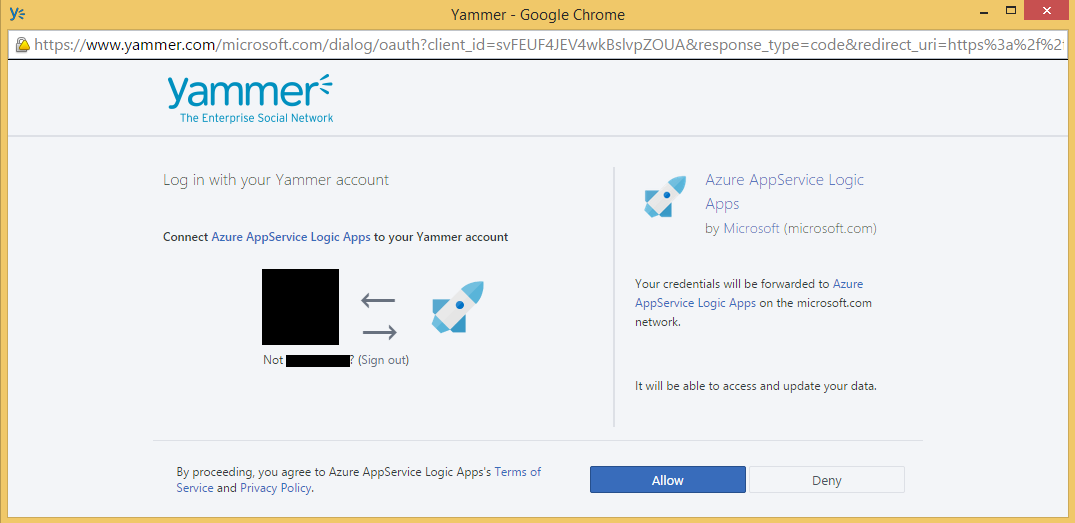 Yammer - Google Chrome
https://www.yammer.com/microsoft.com/dialog/oauth?client_id=svFEUF4JEV4wkBslvpZOUA&response_type=code&redirect_uri=https%3a%2f%2
yammer
The Enterprise Social Network
Log in with your Yammer account
Connect Azure AppService Logic Apps to your Yammer account
Not ? (Sign out)
Azure AppService Logic
Apps
by Microsoft (microsoft.com)
Your credentials will be forwarded to Azure
AppService Logic Apps on the microsoft.com
network.
It will be able to access and update your data.
By proceeding, you agree to Azure AppService Logic Apps's Terms of
Service and Privacy Policy.
Allow
Deny